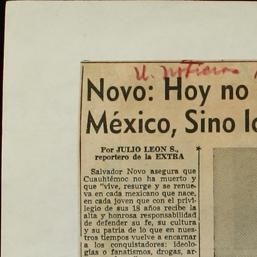 U. noticias
Novo: Hoy no
México, Sino l
Por JULIO LEON S.,
reportero de la EXTRA
Salvador Novo asegura que
Cuauhtémoc no ha muerto y
que "vive, resurge y se renue-
va en cada mexicano que nace,
en cada joven que con el privi-
legio de sus 18 años recibe la
alta y honrosa responsabilidad
de defender su fe, su cultura
y su patria de lo que en nues-
tros tiempos vuelve a encarnar
a los conquistadores: ideolo-
gías o fanatismos, drogas, ar-